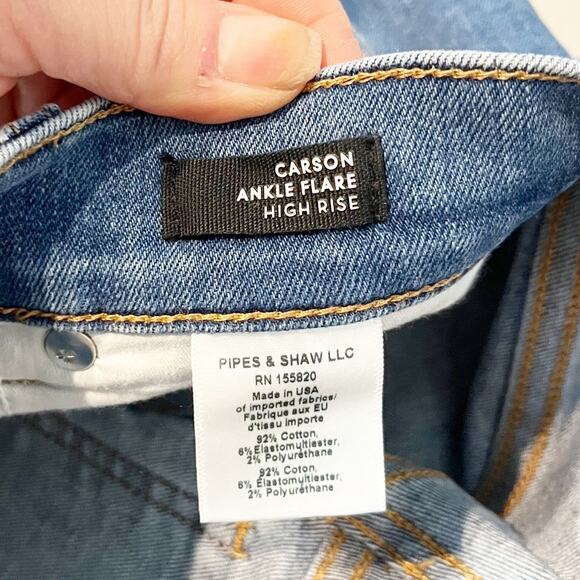 CARSON
ANKLE FLARE
HIGH RISE
PIPES & SHAW LLC
RN 155820
Made in USA
of imported fabrics/
Fabrique aux EU
d'tissu importe
92% Cotton,
6% Elastomultiester,
2% Polyuréthane
92% Coton,
6% Élastomultiester,
2% Polyuréthane